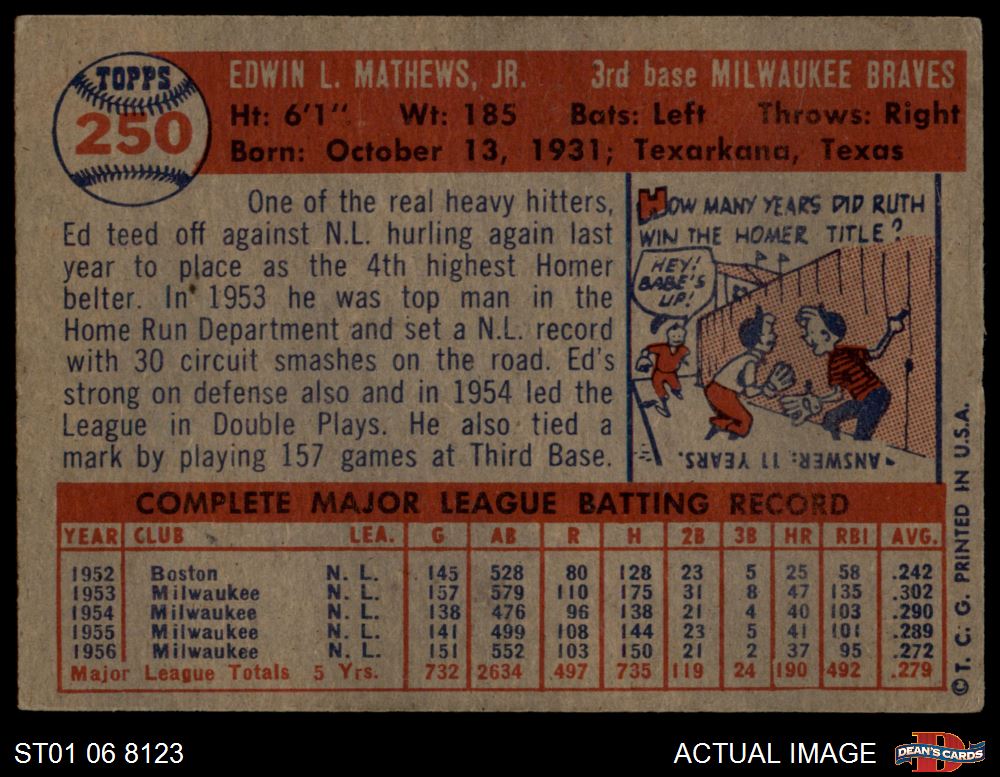 TOPPS
250
EDWIN L. MATHEWS, JR. 3rd base MILWAUKEE BRAVES
Ht: 6'1" Wt: 185 Bats: Left Throws: Right
Born: October 13, 1931; Texarkana, Texas
One of the real heavy hitters,
Ed teed off against N.L. hurling again last
year to place as the 4th highest Homer
belter. In 1953 he was top man in the
Home Run Department and set a N.L. record
with 30 circuit smashes on the road. Ed's
strong on defense also and in 1954 led the
League in Double Plays. He also tied a
mark by playing 157 games at Third Base.
HOW MANY YEARS DID RUTH
WIN THE HOMER TITLE?
HEY!
BABE'S
UP!
ANSWER: 11 YEARS.
COMPLETE MAJOR LEAGUE BATTING RECORD
YEAR CLUB LEA. G AB R H 2B 3B HR RBI AVG.
1952 Boston N. L. 145 528 80 128 23 5 25 58 .242
1953 Milwaukee N. L. 157 579 110 175 31 8 47 135 .302
1954 Milwaukee N. L. 138 476 96 138 21 4 40 103 .290
1955 Milwaukee N. L. 141 499 108 144 23 5 41 101 .289
1956 Milwaukee N. L. 151 552 103 150 21 2 37 95 .272
Major League Totals 5 Yrs. 732 2634 497 735 119 24 190 492 .279
© T. C. G. PRINTED IN U.S.A.
ST01 06 8123 ACTUAL IMAGE
D
DEAN'S CARDS